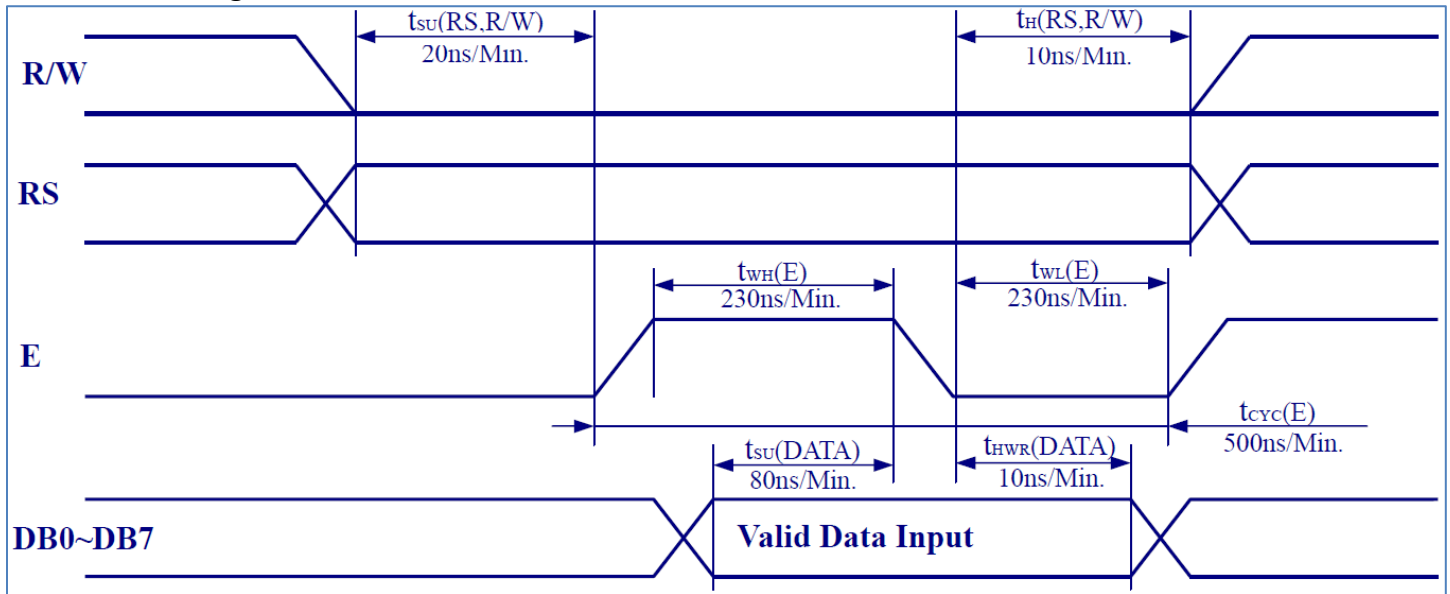 tSU(RS,R/W)
20ns/Min.
tH(RS,R/W)
10ns/Min.
R/W
RS
tWH(E)
230ns/Min.
tWL(E)
230ns/Min.
E
tCYC(E)
500ns/Min.
tSU(DATA)
80ns/Min.
tHWR(DATA)
10ns/Min.
DB0~DB7
Valid Data Input